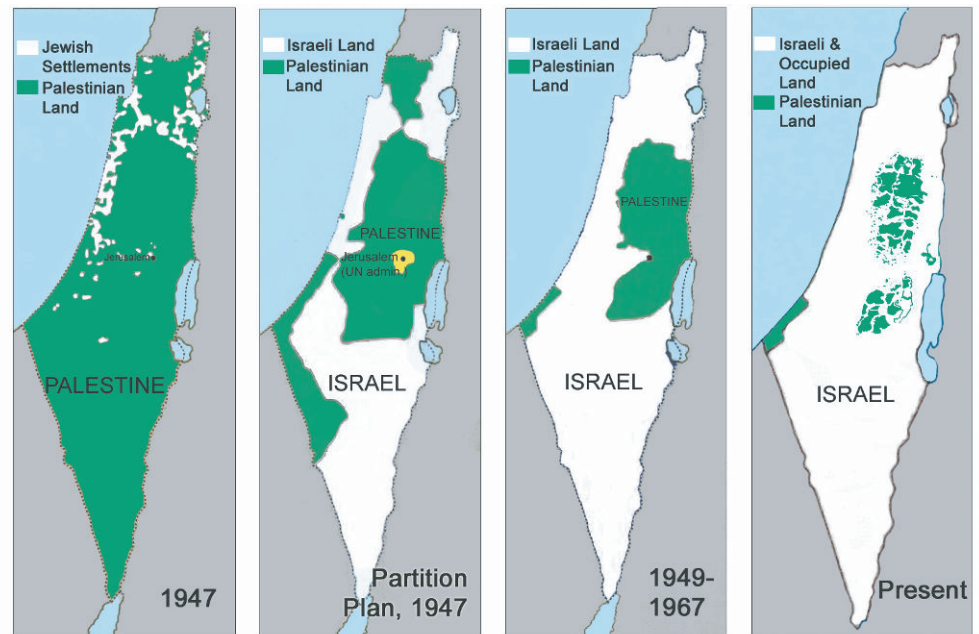 Jewish
Settlements
Palestinian
Land
Jerusalem
PALESTINE
1947
Israeli Land
Palestinian
Land
PALESTINE
Jerusalem
(UN admin.)
ISRAEL
Partition
Plan, 1947
Israeli Land
Palestinian
Land
PALESTINE
ISRAEL
1949-
1967
Israeli &
Occupied
Land
Palestinian
Land
ISRAEL
Present